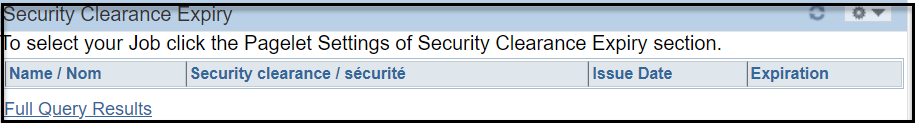 Security Clearance Expiry
To select your Job click the Pagelet Settings of Security Clearance Expiry section.
Name / Nom Security clearance / sécurité Issue Date Expiration
Full Query Results